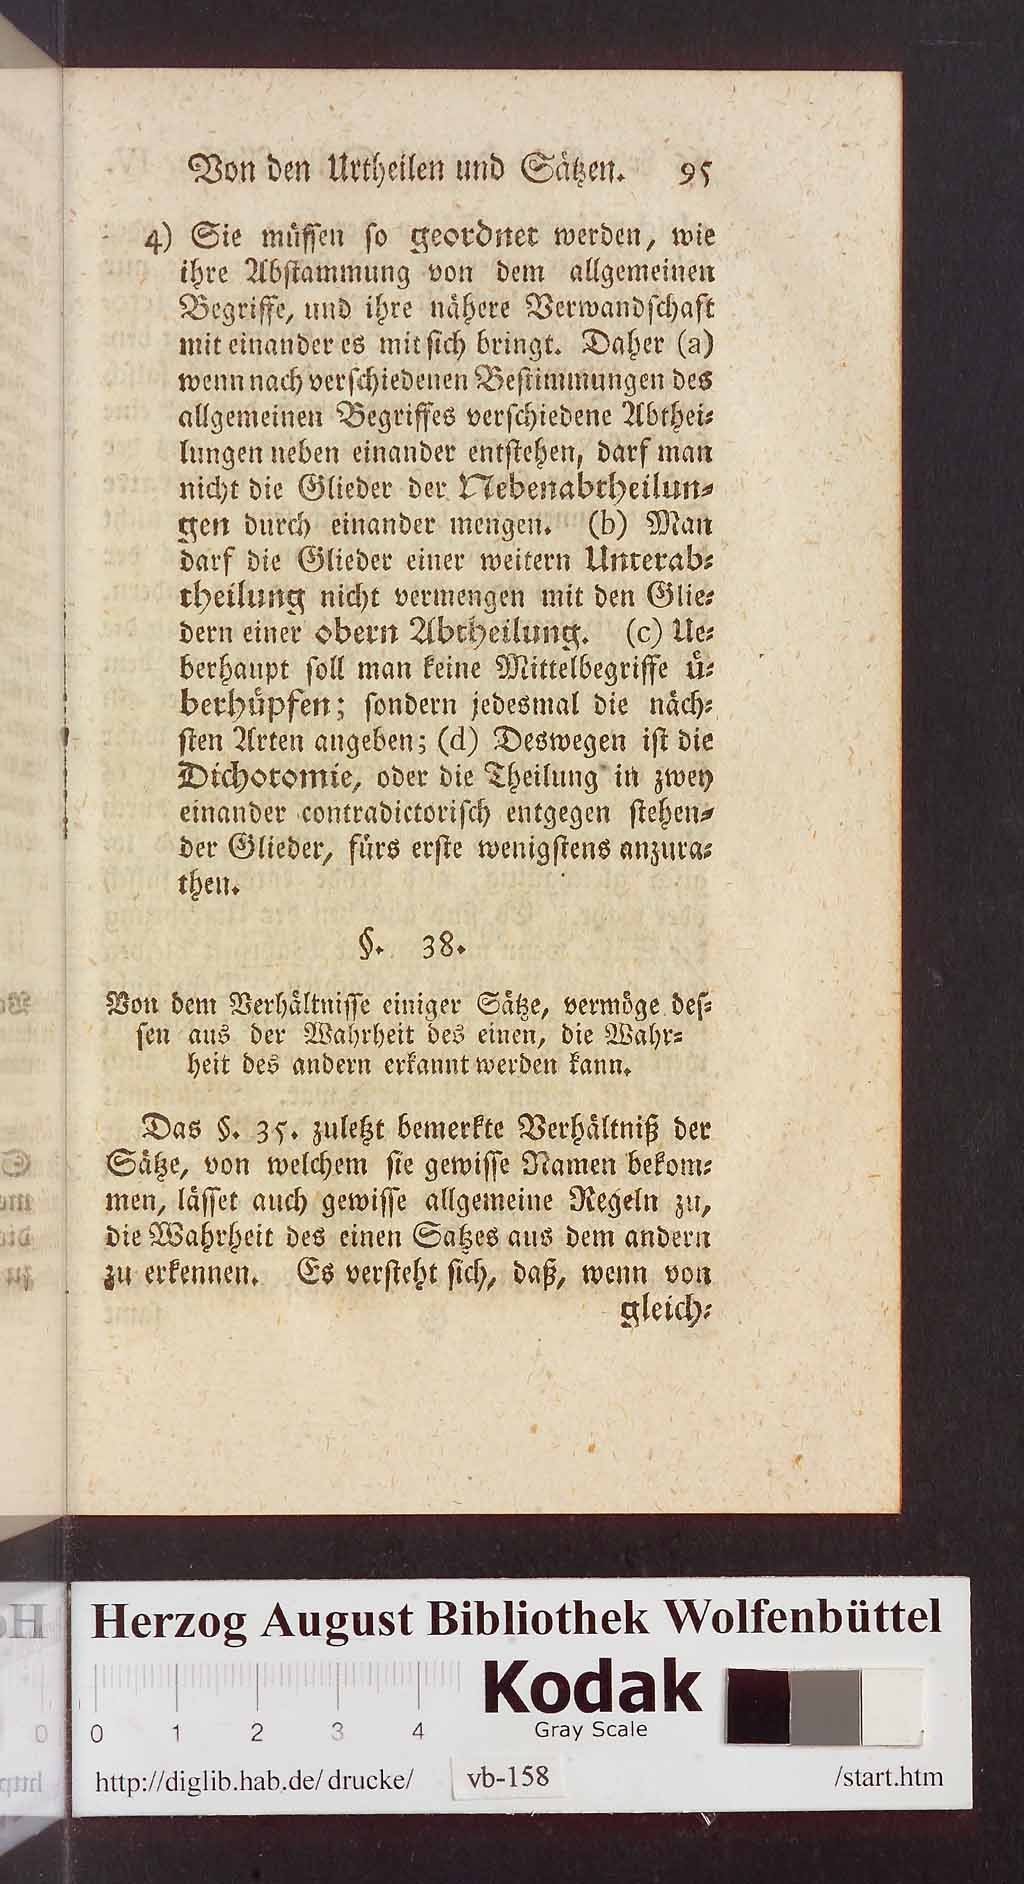 Von den Urtheilen und Sätzen. 95
4) Sie müssen so geordnet werden, wie
ihre Abstammung von dem allgemeinen
Begriffe, und ihre nähere Verwandschaft
mit einander es mit sich bringt. Daher (a)
wenn nach verschiedenen Bestimmungen des
allgemeinen Begriffes verschiedene Abthei⸗
lungen neben einander entstehen, darf man
nicht die Glieder der Nebenabtheilun⸗
gen durch einander mengen. (b) Man
darf die Glieder einer weitern Unterab⸗
theilung nicht vermengen mit den Glie⸗
dern einer obern Abtheilung. (c) Ue⸗
berhaupt soll man keine Mittelbegriffe ü⸗
berhüpfen; sondern jedesmal die näch⸗
sten Arten angeben; (d) Deswegen ist die
Dichotomie, oder die Theilung in zwey
einander contradictorisch entgegen stehen⸗
der Glieder, fürs erste wenigstens anzura⸗
then.
§. 38.
Von dem Verhältnisse einiger Sätze, vermöge des⸗
sen aus der Wahrheit des einen, die Wahr⸗
heit des andern erkannt werden kann.
Das §. 35. zuletzt bemerkte Verhältniß der
Sätze, von welchem sie gewisse Namen bekom⸗
men, lässet auch gewisse allgemeine Regeln zu,
die Wahrheit des einen Satzes aus dem andern
zu erkennen. Es versteht sich, daß, wenn von
gleich⸗
Herzog August Bibliothek Wolfenbüttel
Kodak
Gray Scale
0 1 2 3 4
http://diglib.hab.de/drucke/ vb-158 /start.htm